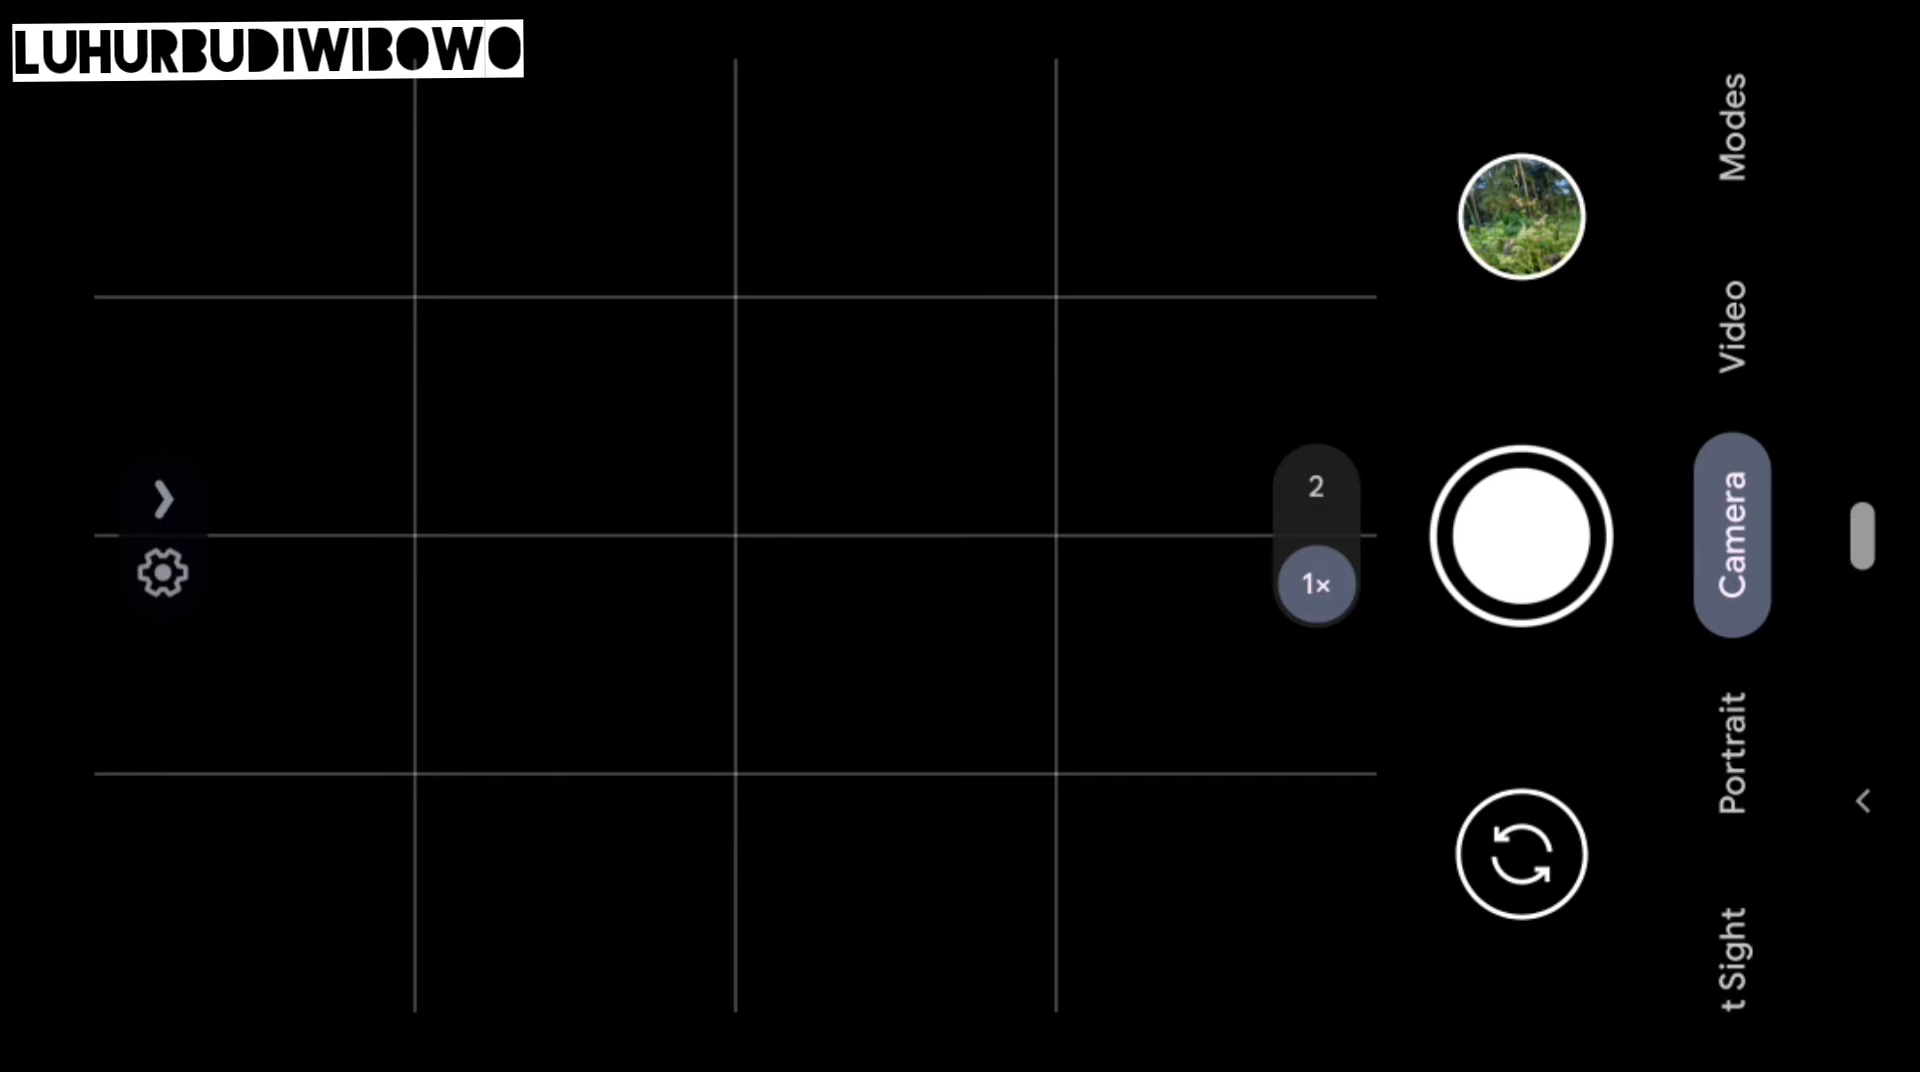 LUHURBUDIWIBOWO
Modes
Video
Camera
Portrait
t Sight
2
1×